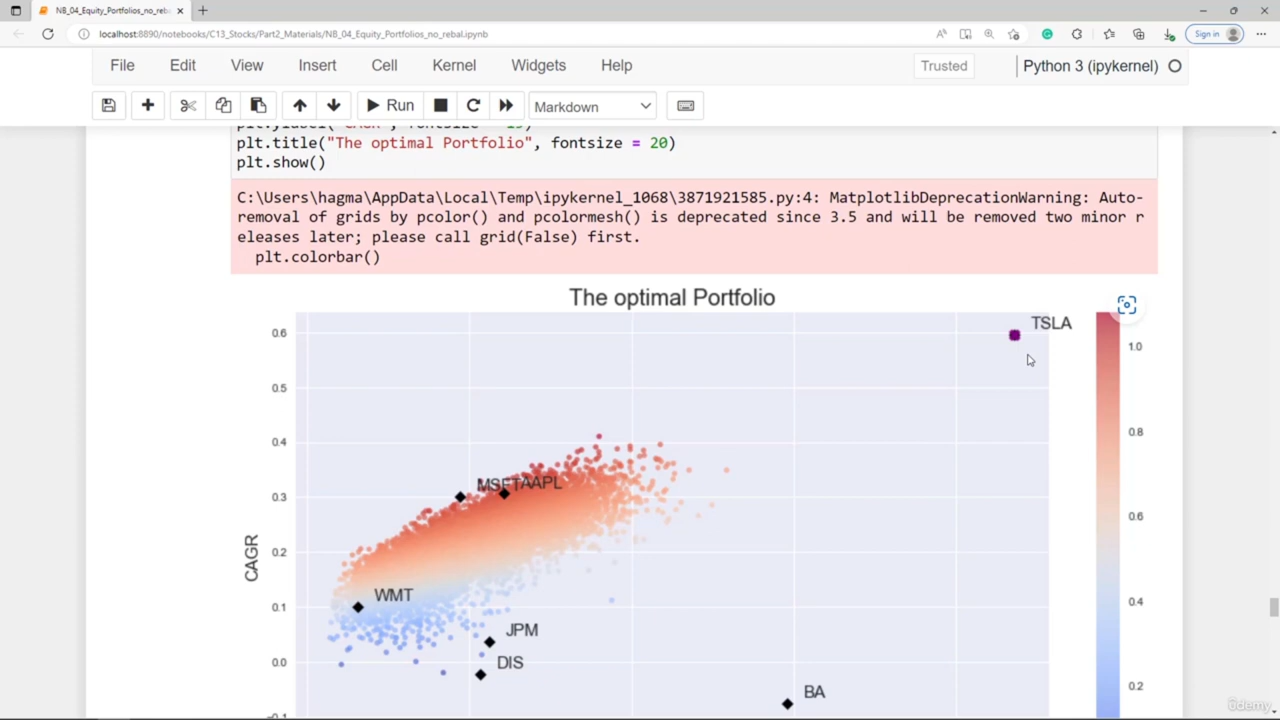 NB_04_Equity_Portfolios_no_reb
localhost:8890/notebooks/C13_Stocks/Part2_Materials/NB_04_Equity_Portfolios_no_rebal.ipynb
Sign in
File Edit View Insert Cell Kernel Widgets Help
Trusted
Python 3 (ipykernel)
Run
Markdown
plt.title("The optimal Portfolio", fontsize = 20)
plt.show()
C:\Users\hagma\AppData\Local\Temp\ipykernel_1068\3871921585.py:4: MatplotlibDeprecationWarning: Auto-
removal of grids by pcolor() and pcolormesh() is deprecated since 3.5 and will be removed two minor r
eleases later; please call grid(False) first.
plt.colorbar()
The optimal Portfolio
TSLA
0.6
1.0
0.5
0.8
0.4
MSFT AAPL
0.3
0.6
CAGR
0.2
WMT
0.4
0.1
JPM
DIS
0.0
0.2
BA
-0.1
ûdemy